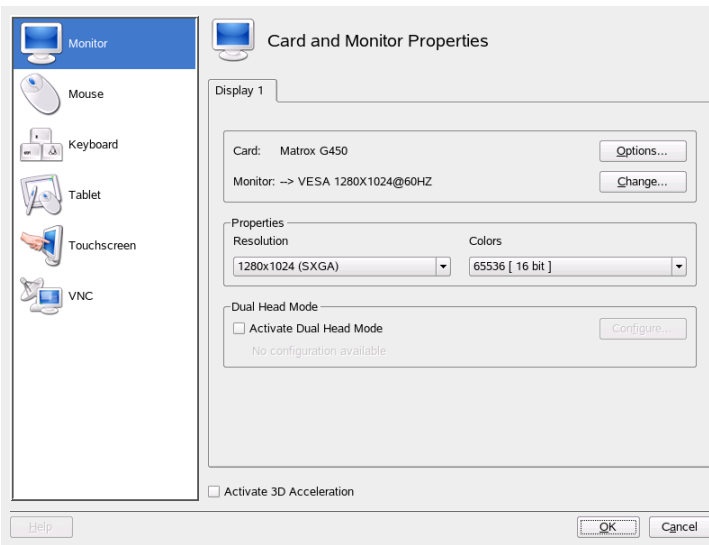 Monitor
Mouse
Keyboard
Tablet
Touchscreen
VNC
Card and Monitor Properties
Display 1
Card: Matrox G450
Options...
Monitor: --> VESA 1280X1024@60HZ
Change...
Properties
Resolution Colors
1280x1024 (SXGA) 65536 [ 16 bit ]
Dual Head Mode
Activate Dual Head Mode
Configure...
No configuration available
Activate 3D Acceleration
Help
OK
Cancel